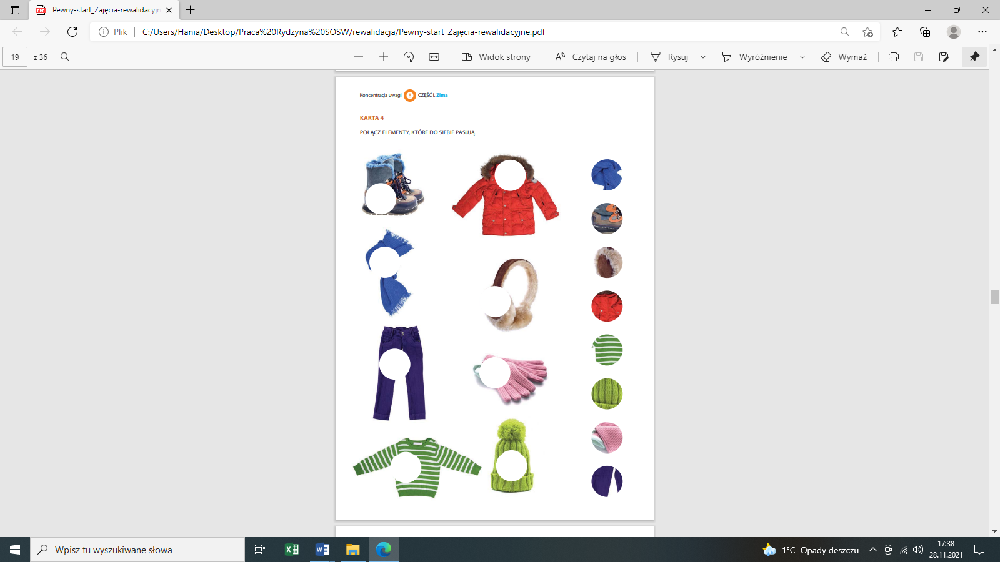 Pewny-start_Zajęcia-rewalidacyjn
Plik
C:/Users/Hania/Desktop/Praca%20Rydzyna%20SOSW/rewalidacja/Pewny-start_Zajęcia-rewalidacyjne.pdf
19 z 36
Widok strony
Czytaj na głos
Rysuj
Wyróżnienie
Wymaż
Koncentracja uwagi CZĘŚĆ I. Zima
KARTA 4
POŁĄCZ ELEMENTY, KTÓRE DO SIEBIE PASUJĄ.
Wpisz tu wyszukiwane słowa
1°C Opady deszczu
17:38
28.11.2021